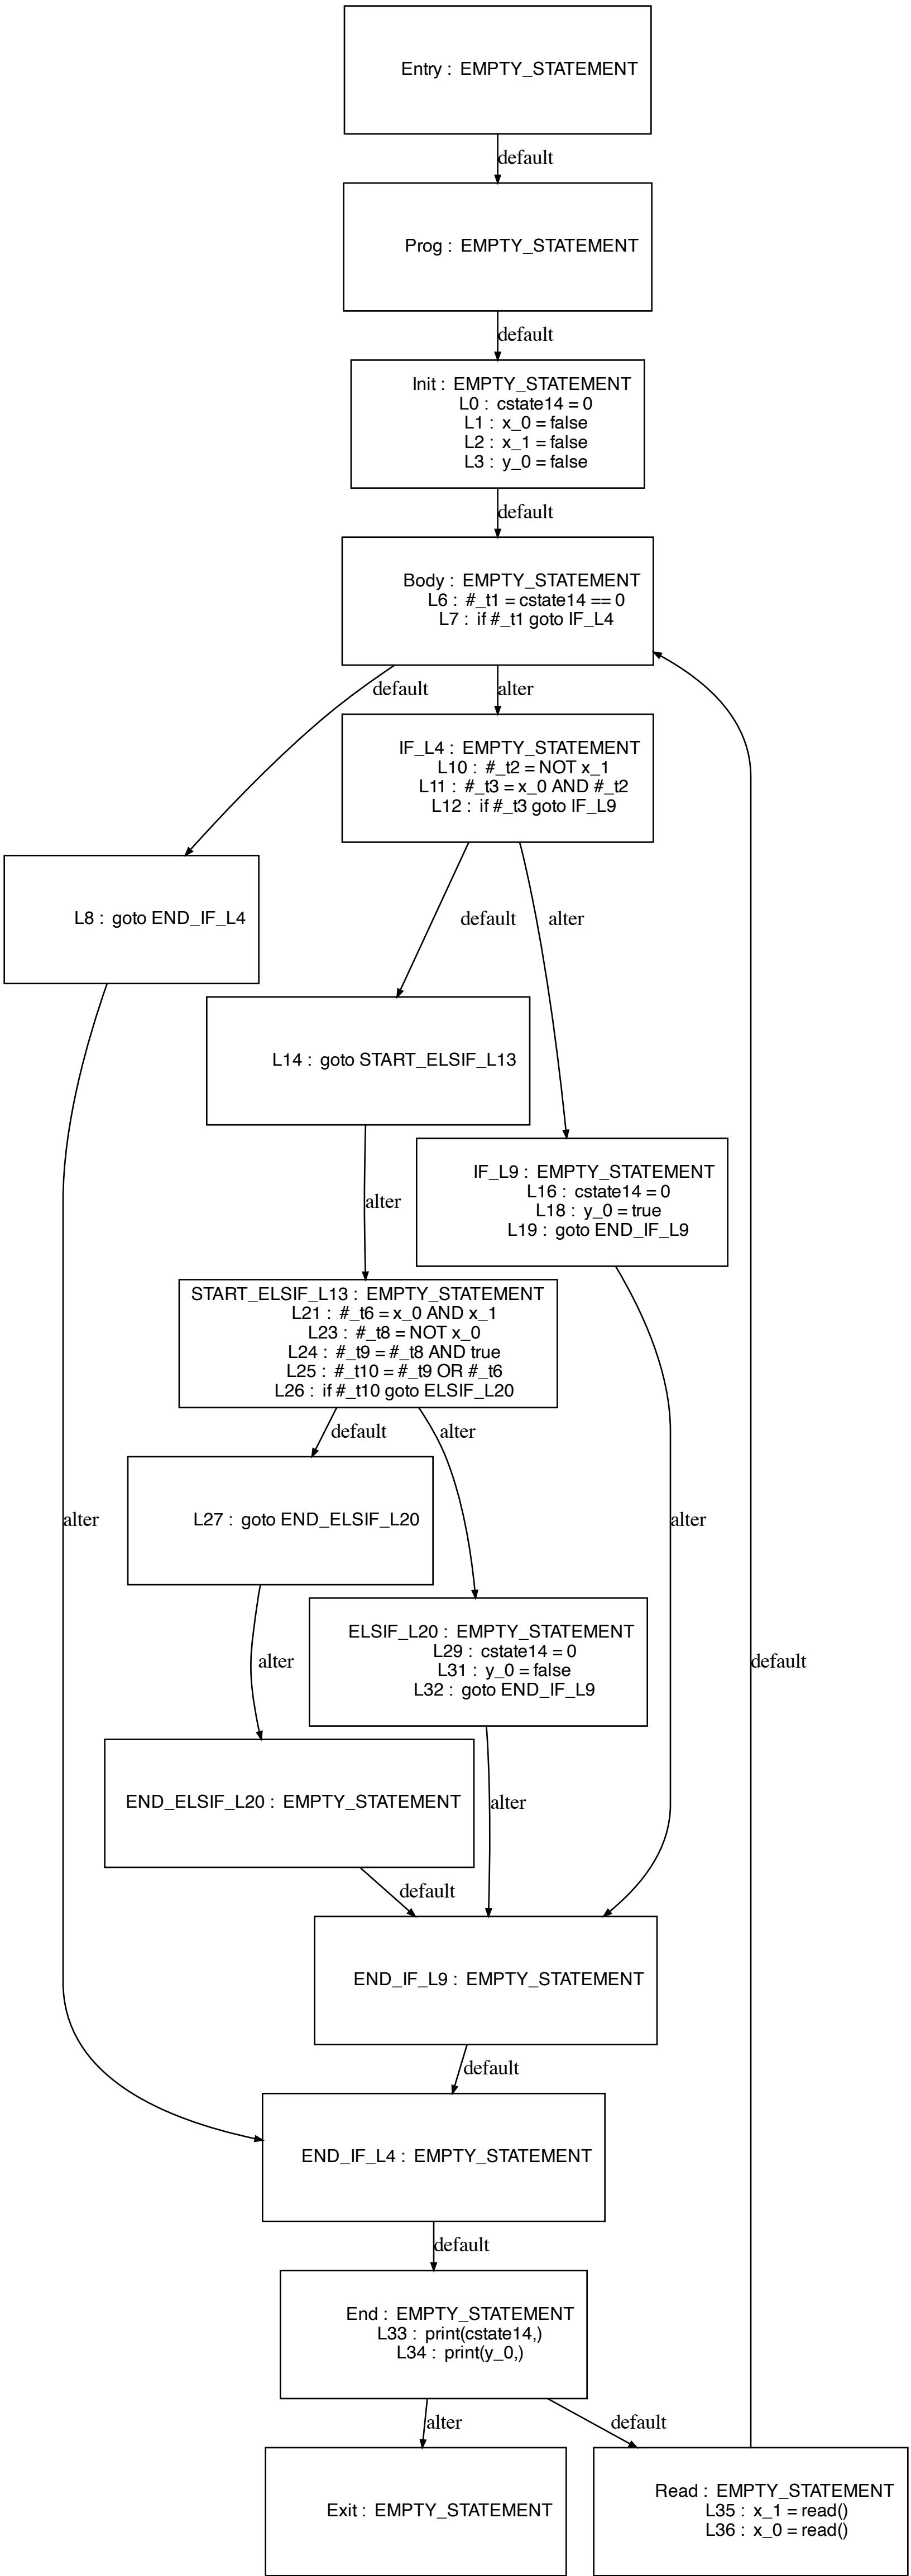 Entry : EMPTY_STATEMENT
default
Prog : EMPTY_STATEMENT
default
Init : EMPTY_STATEMENT
L0 : cstate14 = 0
L1 : x_0 = false
L2 : x_1 = false
L3 : y_0 = false
default
Body : EMPTY_STATEMENT
L6 : #_t1 = cstate14 == 0
L7 : if #_t1 goto IF_L4
default
alter
IF_L4 : EMPTY_STATEMENT
L10 : #_t2 = NOT x_1
L11 : #_t3 = x_0 AND #_t2
L12 : if #_t3 goto IF_L9
L8 : goto END_IF_L4
default
alter
L14 : goto START_ELSIF_L13
alter
IF_L9 : EMPTY_STATEMENT
L16 : cstate14 = 0
L18 : y_0 = true
L19 : goto END_IF_L9
START_ELSIF_L13 : EMPTY_STATEMENT
L21 : #_t6 = x_0 AND x_1
L23 : #_t8 = NOT x_0
L24 : #_t9 = #_t8 AND true
L25 : #_t10 = #_t9 OR #_t6
L26 : if #_t10 goto ELSIF_L20
default
alter
alter
L27 : goto END_ELSIF_L20
alter
ELSIF_L20 : EMPTY_STATEMENT
L29 : cstate14 = 0
L31 : y_0 = false
L32 : goto END_IF_L9
alter
default
END_ELSIF_L20 : EMPTY_STATEMENT
alter
default
END_IF_L9 : EMPTY_STATEMENT
default
END_IF_L4 : EMPTY_STATEMENT
default
End : EMPTY_STATEMENT
L33 : print(cstate14,)
L34 : print(y_0,)
alter
default
Exit : EMPTY_STATEMENT
Read : EMPTY_STATEMENT
L35 : x_1 = read()
L36 : x_0 = read()